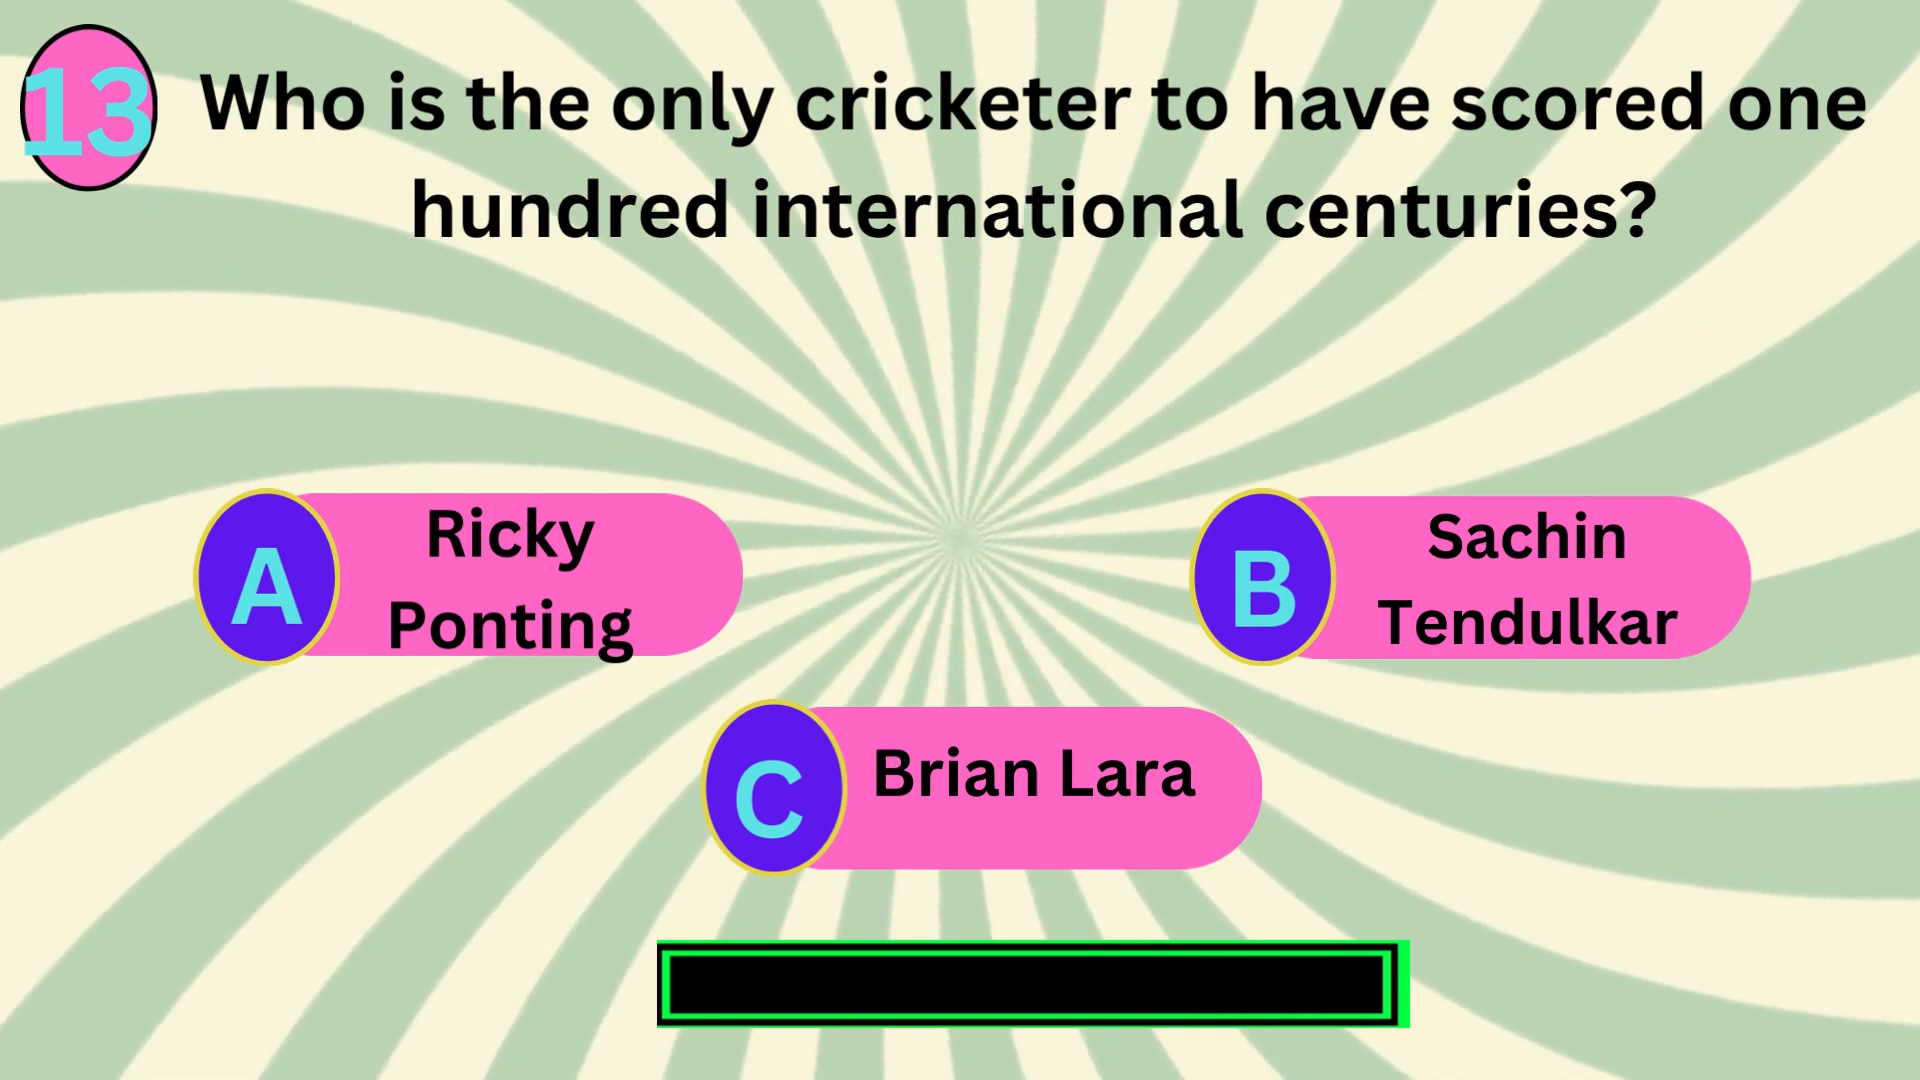 13
Who is the only cricketer to have scored one
hundred international centuries?
A
Ricky
Ponting
B
Sachin
Tendulkar
C
Brian Lara